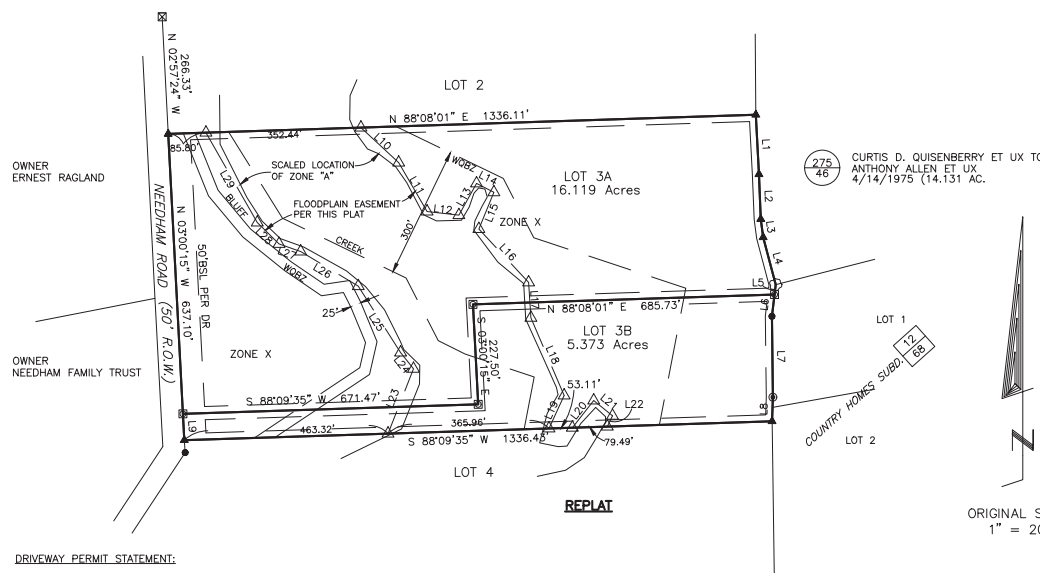 N 02°57'24" W
266.33'
LOT 2
N 88°08'01" E 1336.11'
352.44'
85.80'
L10
L1
OWNER
ERNEST RAGLAND
SCALED LOCATION
OF ZONE "A"
WQBZ
L14
LOT 3A
16.119 Acres
275
46
CURTIS D. QUISENBERRY ET UX TO
ANTHONY ALLEN ET UX
4/14/1975 (14.131 AC.
L29
L11
L13
L2
FLOODPLAIN EASEMENT
PER THIS PLAT
L12
L15
ZONE X
BLUFF
L28
L3
NEEDHAM ROAD (50' R.O.W.)
N 03°00'15" W 637.10'
50'BSL PER DR
L27
CREEK
300'
WQBZ
L26
L16
L4
L5
25'
L25
L17
N 88°08'01" E 685.73'
L6
S 03°00'15" E
227.50'
LOT 3B
5.373 Acres
LOT 1
12
68
OWNER
NEEDHAM FAMILY TRUST
ZONE X
L24
L18
L7
S 88°09'35" W 671.47'
L23
53.11'
L19
L20
L21
L22
L8
COUNTRY HOMES SUBD.
L9
463.32'
365.96'
S 88°09'35" W 1336.43'
79.49'
LOT 2
LOT 4
REPLAT
N
ORIGINAL S
1" = 20
DRIVEWAY PERMIT STATEMENT: